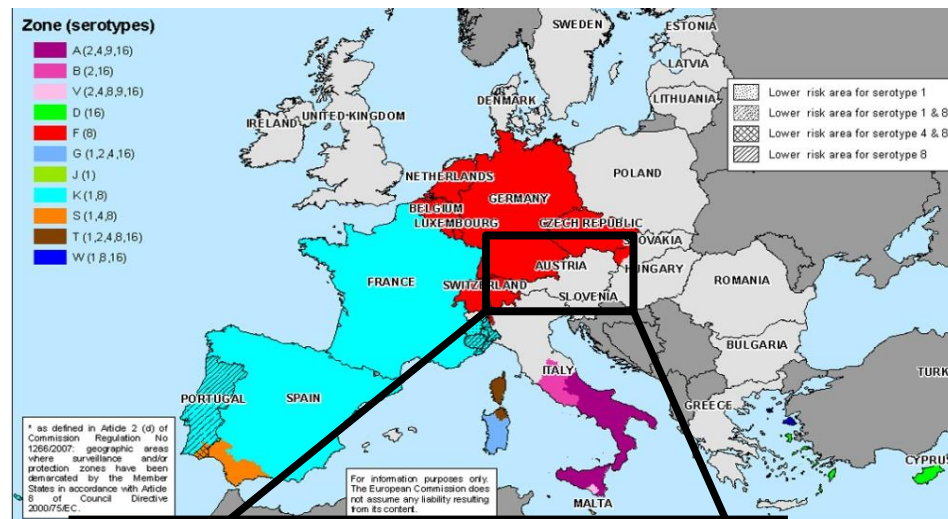 Zone (serotypes)
A (2,4,9,16)
B (2,16)
V (2,4,8,9,16)
D (16)
F (8)
G (1,2,4,16)
J (1)
K (1,8)
S (1,4,8)
T (1,2,4,8,16)
W (1,8,16)
SWEDEN
ESTONIA
LATVIA
LITHUANIA
DENMARK
IRELAND
UNITED KINGDOM
Lower risk area for serotype 1
Lower risk area for serotype 1 & 8
Lower risk area for serotype 4 & 8
Lower risk area for serotype 8
NETHERLANDS
POLAND
GERMANY
BELGIUM
LUXEMBOURG
CZECH REPUBLIC
SLOVAKIA
AUSTRIA
HUNGARY
FRANCE
SWITZERLAND
ROMANIA
SLOVENIA
BULGARIA
ITALY
TURK
PORTUGAL
SPAIN
GREECE
CYPRUS
MALTA
* as defined in Article 2 (d) of
Commission Regulation No
1266/2007: geographic areas
where surveillance and/or
protection zones have been
demarcated by the Member
States in accordance with Article
8 of Council Directive
2000/75/EC.
For information purposes only.
The European Commission does
not assume any liability resulting
from its content.